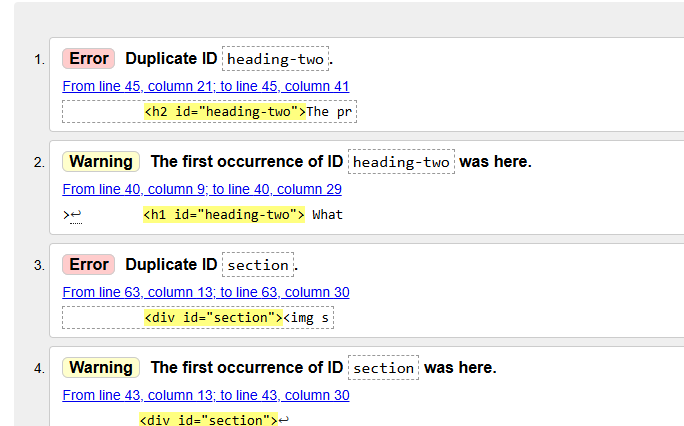 1. Error Duplicate ID heading-two.
From line 45, column 21; to line 45, column 41
<h2 id="heading-two">The pr
2. Warning The first occurrence of ID heading-two was here.
From line 40, column 9; to line 40, column 29
>↩ <h1 id="heading-two"> What
3. Error Duplicate ID section.
From line 63, column 13; to line 63, column 30
<div id="section"><img s
4. Warning The first occurrence of ID section was here.
From line 43, column 13; to line 43, column 30
<div id="section">↩